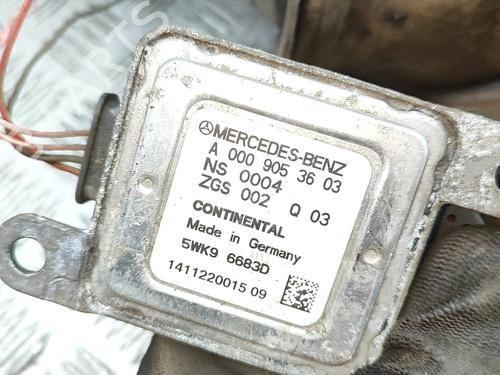 MERCEDES-BENZ
A 000 905 36 03
NS 0004
ZGS 002 Q 03
CONTINENTAL
Made in Germany
5WK9 6683D
1411220015 09